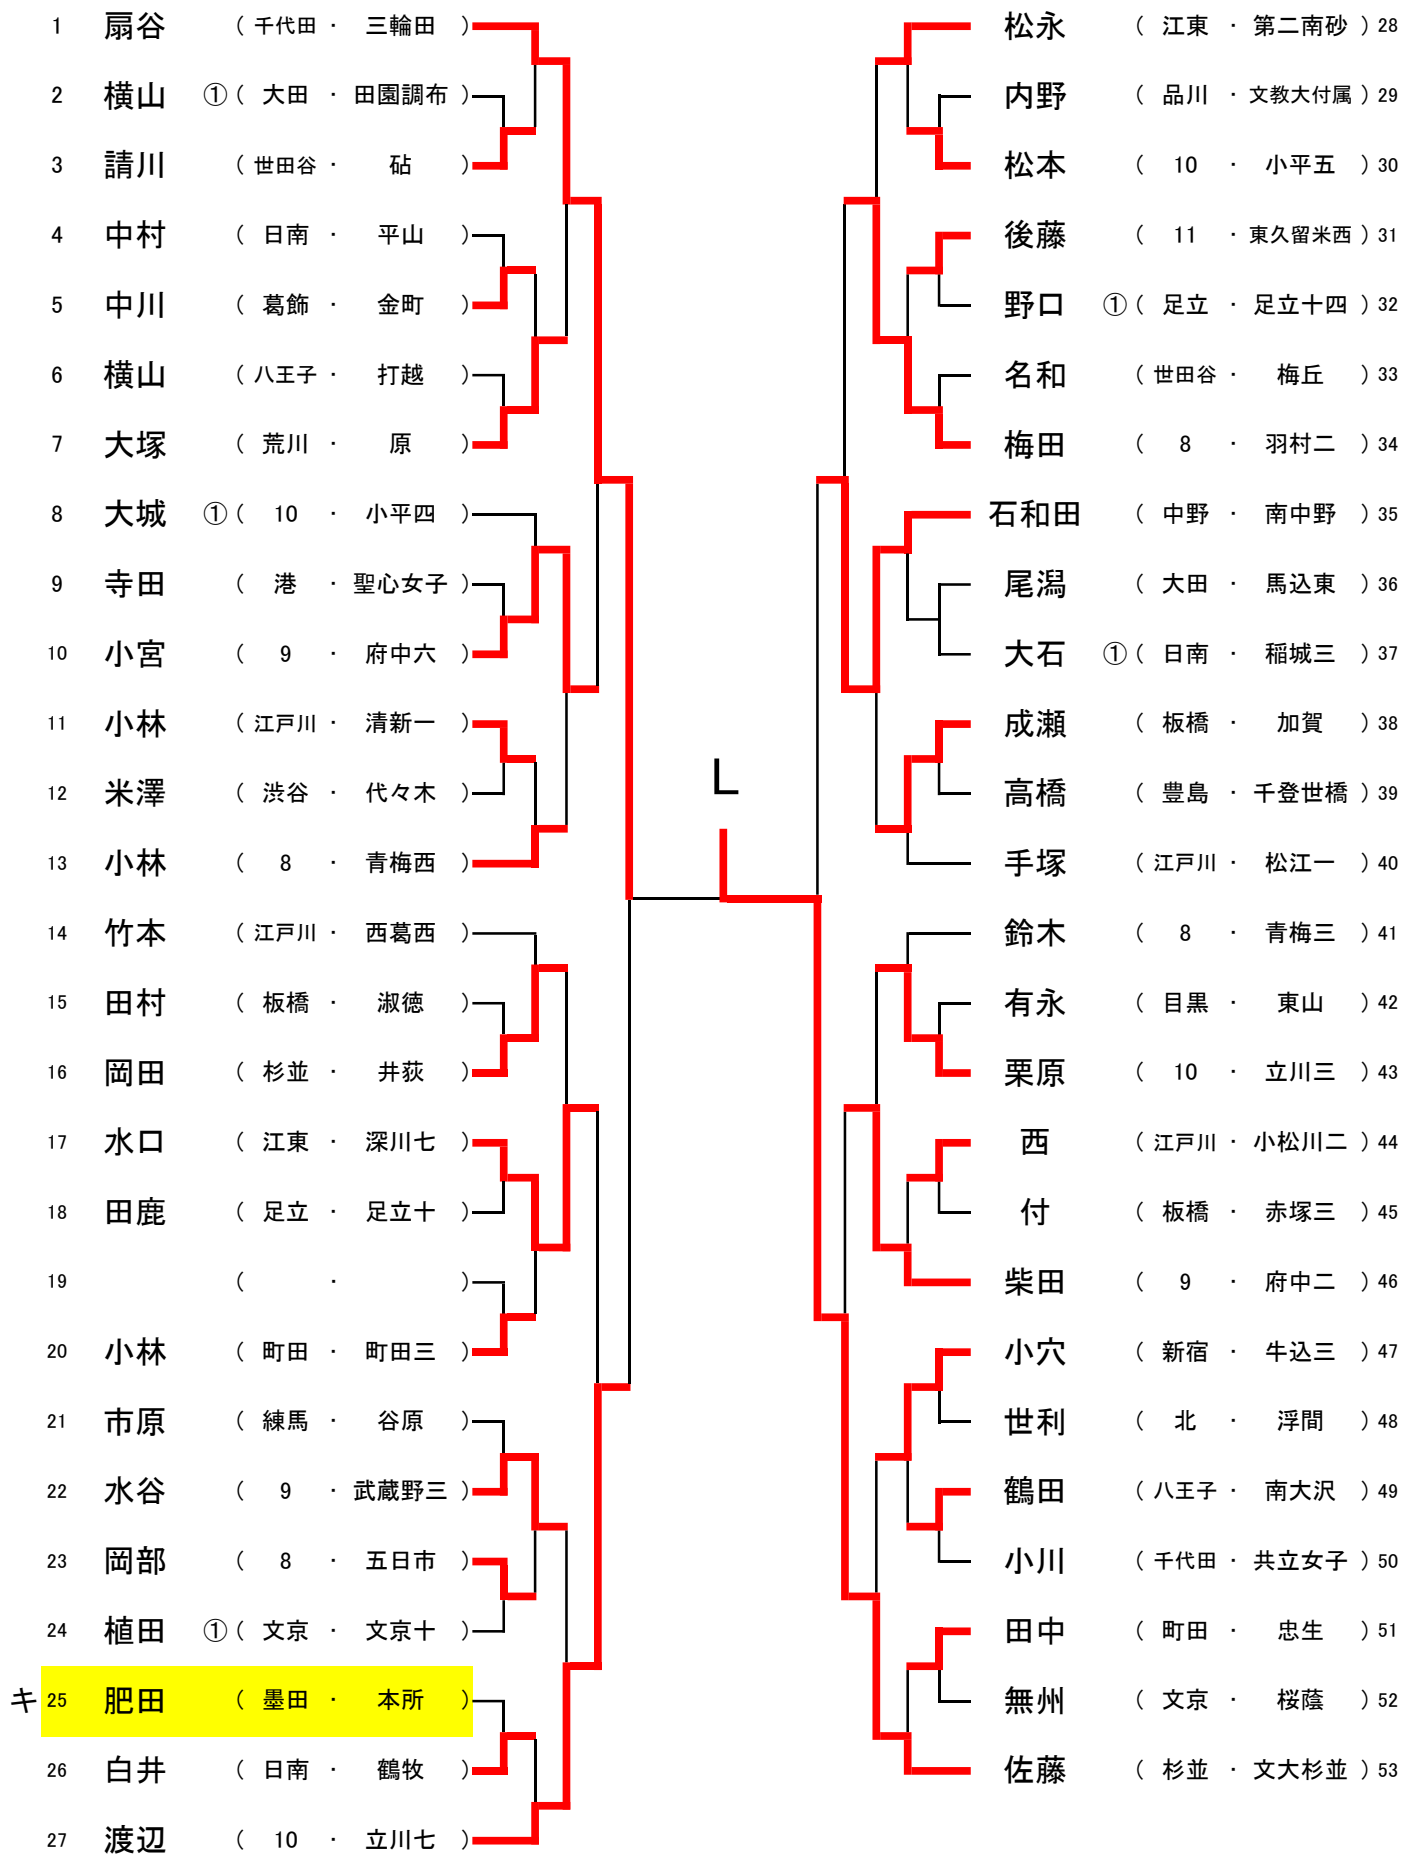 1 扇谷 ( 千代田 ・ 三輪田 )
2 横山 ① ( 大田 ・ 田園調布 )
3 請川 ( 世田谷 ・ 砧 )
4 中村 ( 日南 ・ 平山 )
5 中川 ( 葛飾 ・ 金町 )
6 横山 ( 八王子 ・ 打越 )
7 大塚 ( 荒川 ・ 原 )
8 大城 ① ( 10 ・ 小平四 )
9 寺田 ( 港 ・ 聖心女子 )
10 小宮 ( 9 ・ 府中六 )
11 小林 ( 江戸川 ・ 清新一 )
12 米澤 ( 渋谷 ・ 代々木 )
13 小林 ( 8 ・ 青梅西 )
14 竹本 ( 江戸川 ・ 西葛西 )
15 田村 ( 板橋 ・ 淑徳 )
16 岡田 ( 杉並 ・ 井荻 )
17 水口 ( 江東 ・ 深川七 )
18 田鹿 ( 足立 ・ 足立十 )
19 ( ・ )
20 小林 ( 町田 ・ 町田三 )
21 市原 ( 練馬 ・ 谷原 )
22 水谷 ( 9 ・ 武蔵野三 )
23 岡部 ( 8 ・ 五日市 )
24 植田 ① ( 文京 ・ 文京十 )
キ 25 肥田 ( 墨田 ・ 本所 )
26 白井 ( 日南 ・ 鶴牧 )
27 渡辺 ( 10 ・ 立川七 )
L
松永 ( 江東 ・ 第二南砂 ) 28
内野 ( 品川 ・ 文教大付属 ) 29
松本 ( 10 ・ 小平五 ) 30
後藤 ( 11 ・ 東久留米西 ) 31
野口 ① ( 足立 ・ 足立十四 ) 32
名和 ( 世田谷 ・ 梅丘 ) 33
梅田 ( 8 ・ 羽村二 ) 34
石和田 ( 中野 ・ 南中野 ) 35
尾潟 ( 大田 ・ 馬込東 ) 36
大石 ① ( 日南 ・ 稲城三 ) 37
成瀬 ( 板橋 ・ 加賀 ) 38
高橋 ( 豊島 ・ 千登世橋 ) 39
手塚 ( 江戸川 ・ 松江一 ) 40
鈴木 ( 8 ・ 青梅三 ) 41
有永 ( 目黒 ・ 東山 ) 42
栗原 ( 10 ・ 立川三 ) 43
西 ( 江戸川 ・ 小松川二 ) 44
付 ( 板橋 ・ 赤塚三 ) 45
柴田 ( 9 ・ 府中二 ) 46
小穴 ( 新宿 ・ 牛込三 ) 47
世利 ( 北 ・ 浮間 ) 48
鶴田 ( 八王子 ・ 南大沢 ) 49
小川 ( 千代田 ・ 共立女子 ) 50
田中 ( 町田 ・ 忠生 ) 51
無州 ( 文京 ・ 桜蔭 ) 52
佐藤 ( 杉並 ・ 文大杉並 ) 53